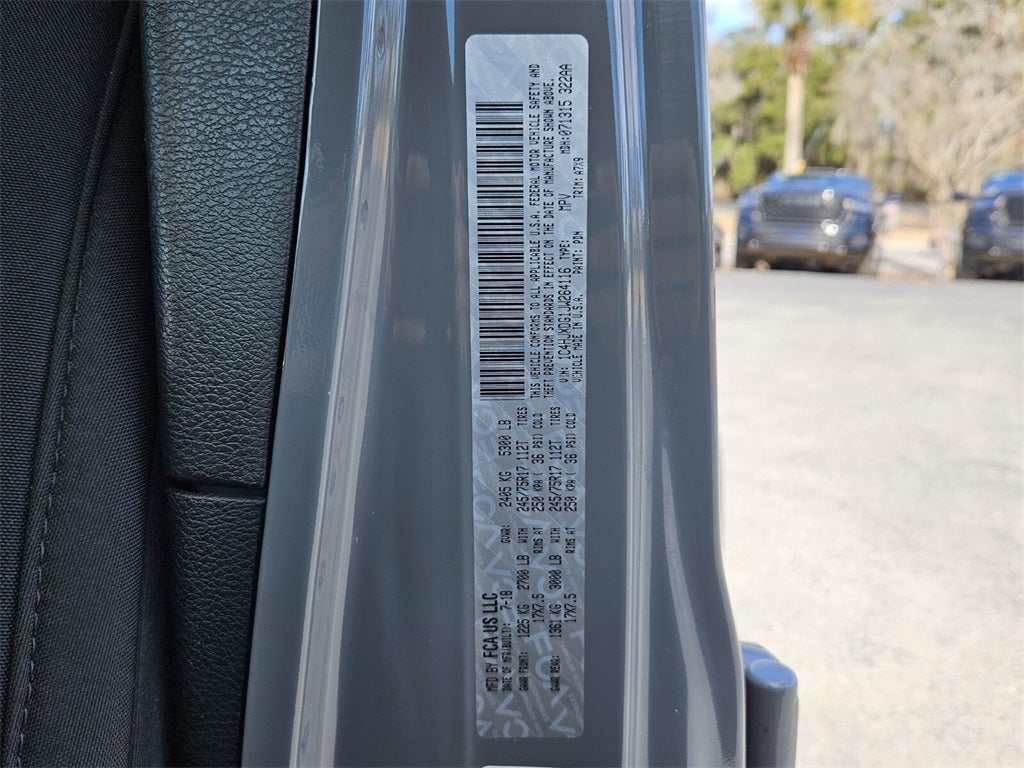 MFD BY FCA US LLC
DATE OF MFR(BUILT): 7-18 GVWR: 2405 KG 5300 LB
GAWR FRONT: 1225 KG 2700 LB WITH 245/75R17 112T TIRES
17X7.5 RIMS AT 250 KPA ( 36 PSI) COLD
GAWR REAR: 1361 KG 3000 LB WITH 245/75R17 112T TIRES
17X7.5 RIMS AT 250 KPA ( 36 PSI) COLD
THIS VEHICLE CONFORMS TO ALL APPLICABLE U.S.A. FEDERAL MOTOR VEHICLE SAFETY AND
THEFT PREVENTION STANDARDS IN EFFECT ON THE DATE OF MANUFACTURE SHOWN ABOVE.
VIN: 1C4HJXDG1JW264116 TYPE: MPV MDH:071315 322AA
VEHICLE MADE IN U.S.A. PAINT: PDN TRIM: A7X9